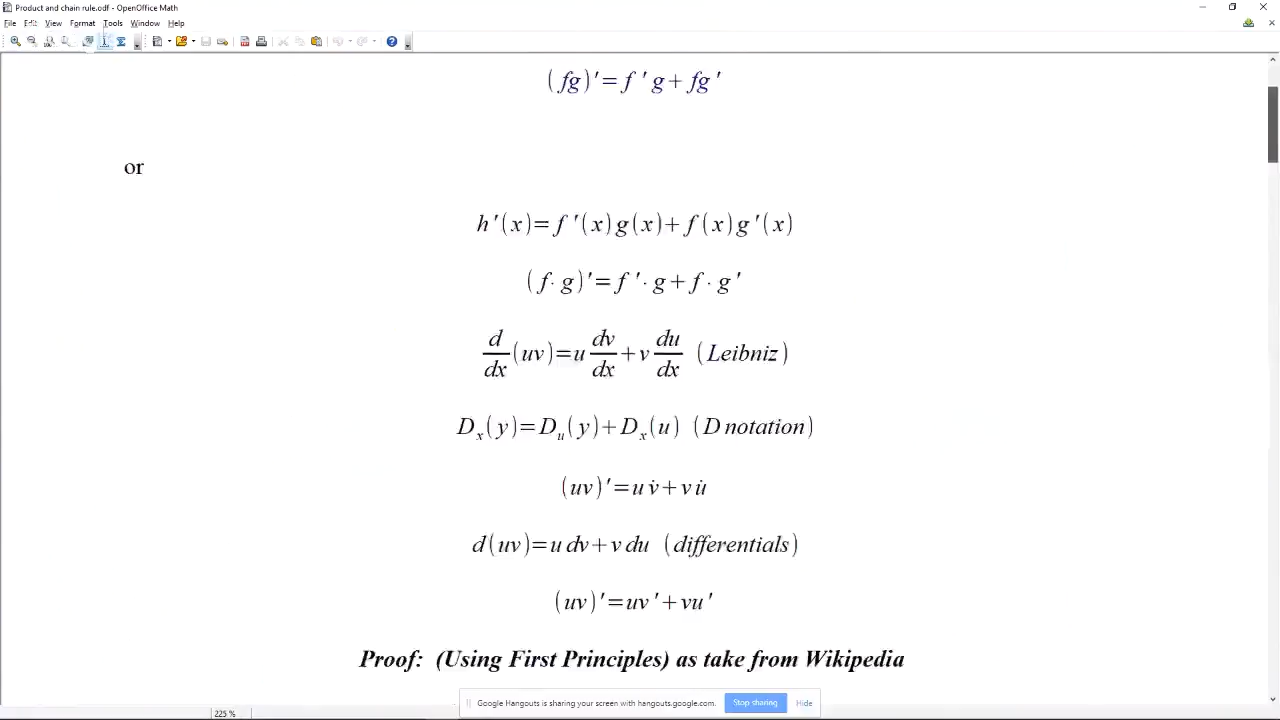 Product and chain rule.odf - OpenOffice Math
File Edit View Format Tools Window Help
( fg )' = f ' g + fg '
or
h ' ( x ) = f ' ( x ) g ( x ) + f ( x ) g ' ( x )
( f · g ) ' = f ' · g + f · g '
d/dx (uv) = u dv/dx + v du/dx ( Leibniz )
Dₓ( y ) = Dᵤ( y ) + Dₓ( u ) ( D notation )
( uv ) ' = u v̇ + v u̇
d ( uv ) = u dv + v du ( differentials )
( uv ) ' = uv ' + vu '
Proof: (Using First Principles) as take from Wikipedia
Google Hangouts is sharing your screen with hangouts.google.com. Stop sharing Hide
225 %